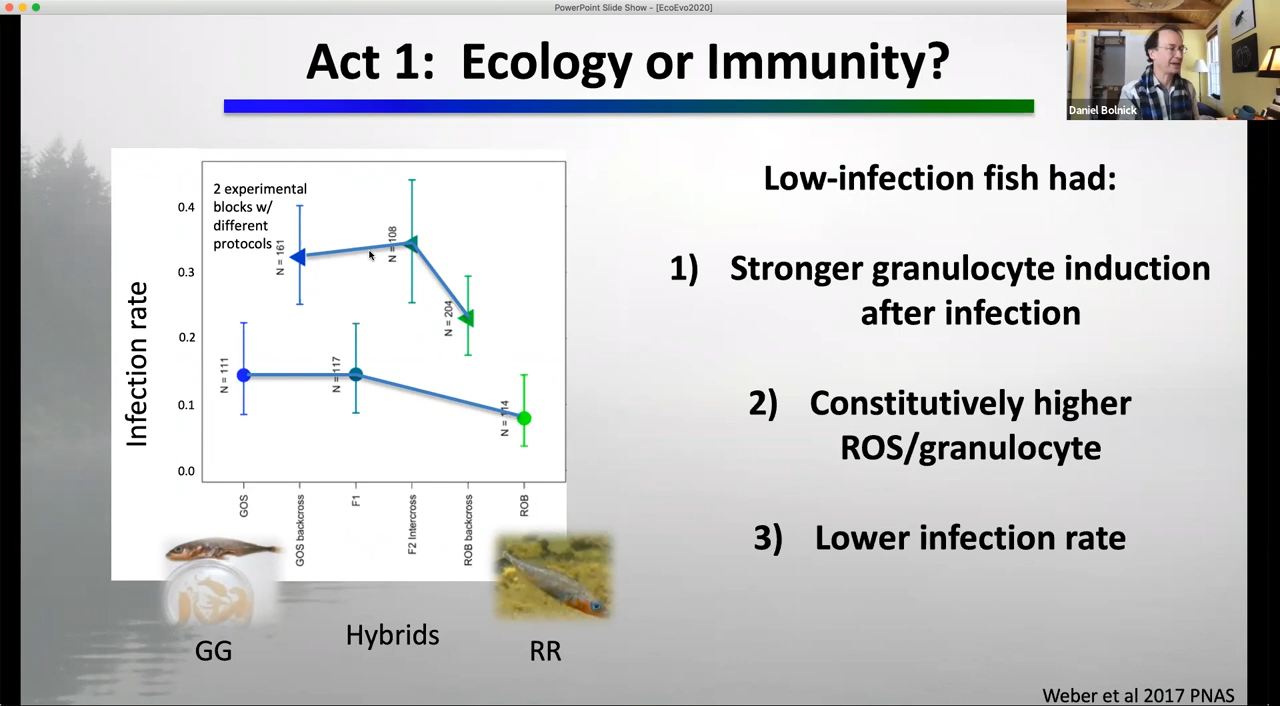 PowerPoint Slide Show - [EcoEvo2020]
Act 1: Ecology or Immunity?
Daniel Bolnick
2 experimental
blocks w/
different
protocols
Infection rate
0.4
0.3
0.2
0.1
0.0
N = 111
N = 161
N = 117
N = 108
N = 204
GOS
GOS backcross
F1
F2 Intercross
ROB backcross
ROB
GG
Hybrids
RR
Low-infection fish had:
1) Stronger granulocyte induction
after infection
2) Constitutively higher
ROS/granulocyte
3) Lower infection rate
Weber et al 2017 PNAS